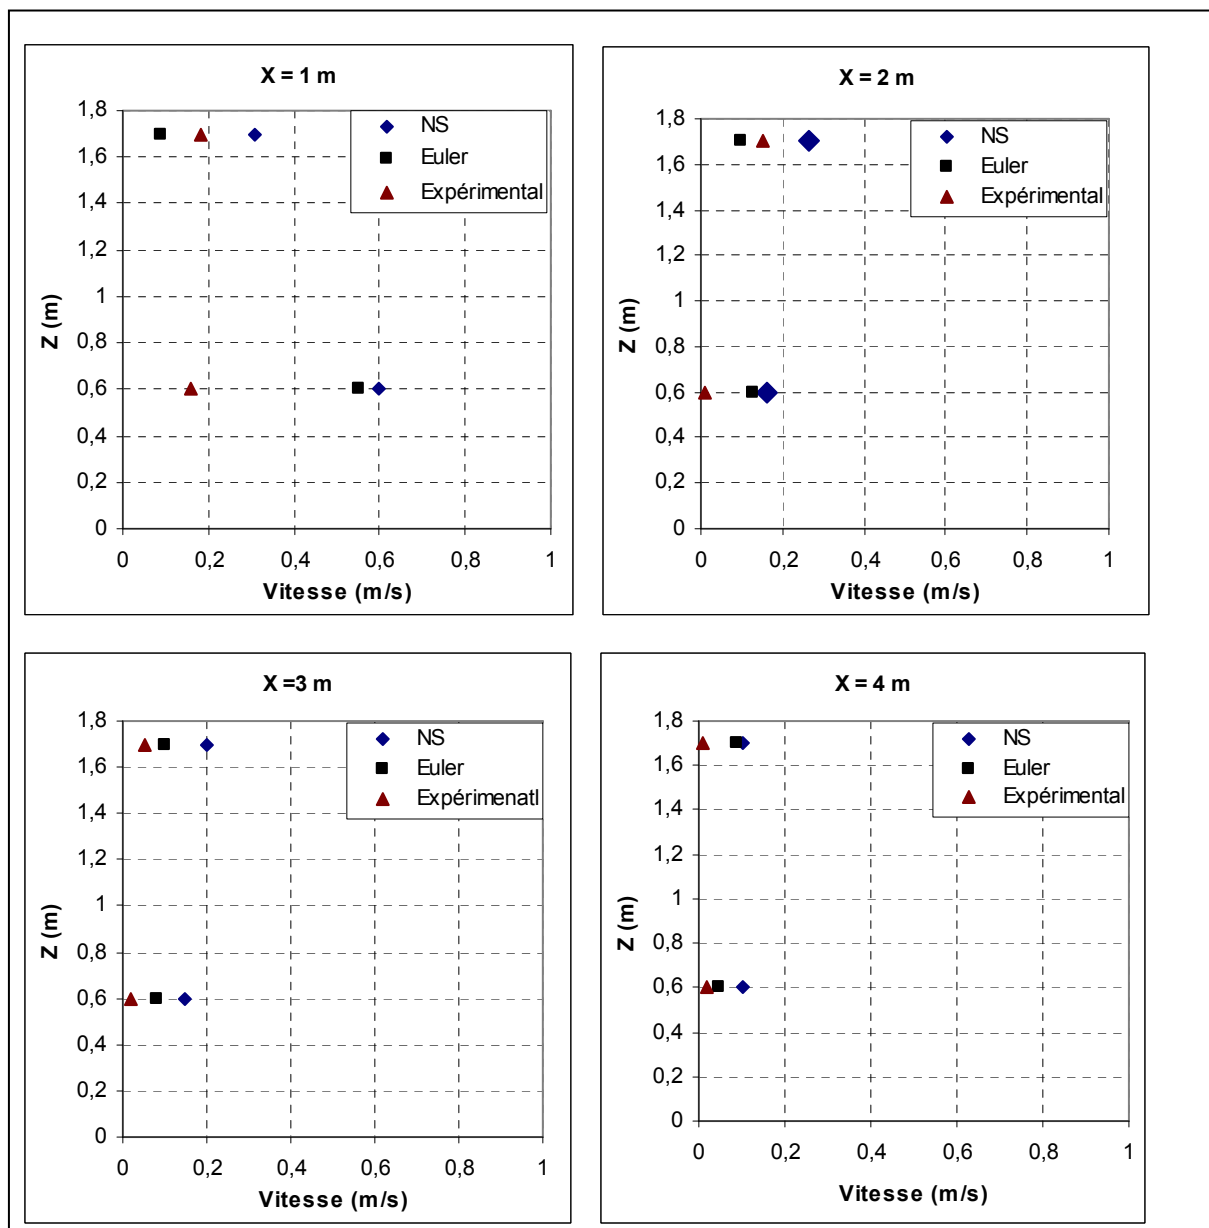 X = 1 m
1,8
1,6
1,4
1,2
1
0,8
0,6
0,4
0,2
0
Z (m)
NS
Euler
Expérimental
0 0,2 0,4 0,6 0,8 1
Vitesse (m/s)
X = 2 m
1,8
1,6
1,4
1,2
1
0,8
0,6
0,4
0,2
0
Z (m)
NS
Euler
Expérimental
0 0,2 0,4 0,6 0,8 1
Vitesse (m/s)
X =3 m
1,8
1,6
1,4
1,2
1
0,8
0,6
0,4
0,2
0
Z (m)
NS
Euler
Expérimenatl
0 0,2 0,4 0,6 0,8 1
Vitesse (m/s)
X = 4 m
1,8
1,6
1,4
1,2
1
0,8
0,6
0,4
0,2
0
Z (m)
NS
Euler
Expérimental
0 0,2 0,4 0,6 0,8 1
Vitesse (m/s)